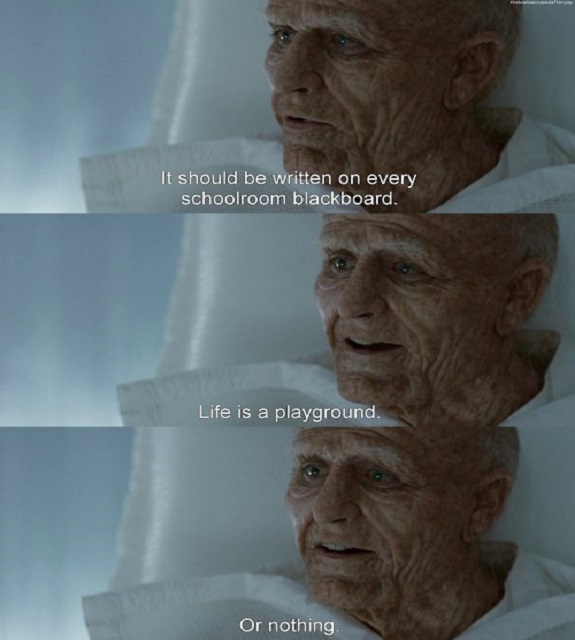 It should be written on every
schoolroom blackboard.
Life is a playground.
Or nothing.